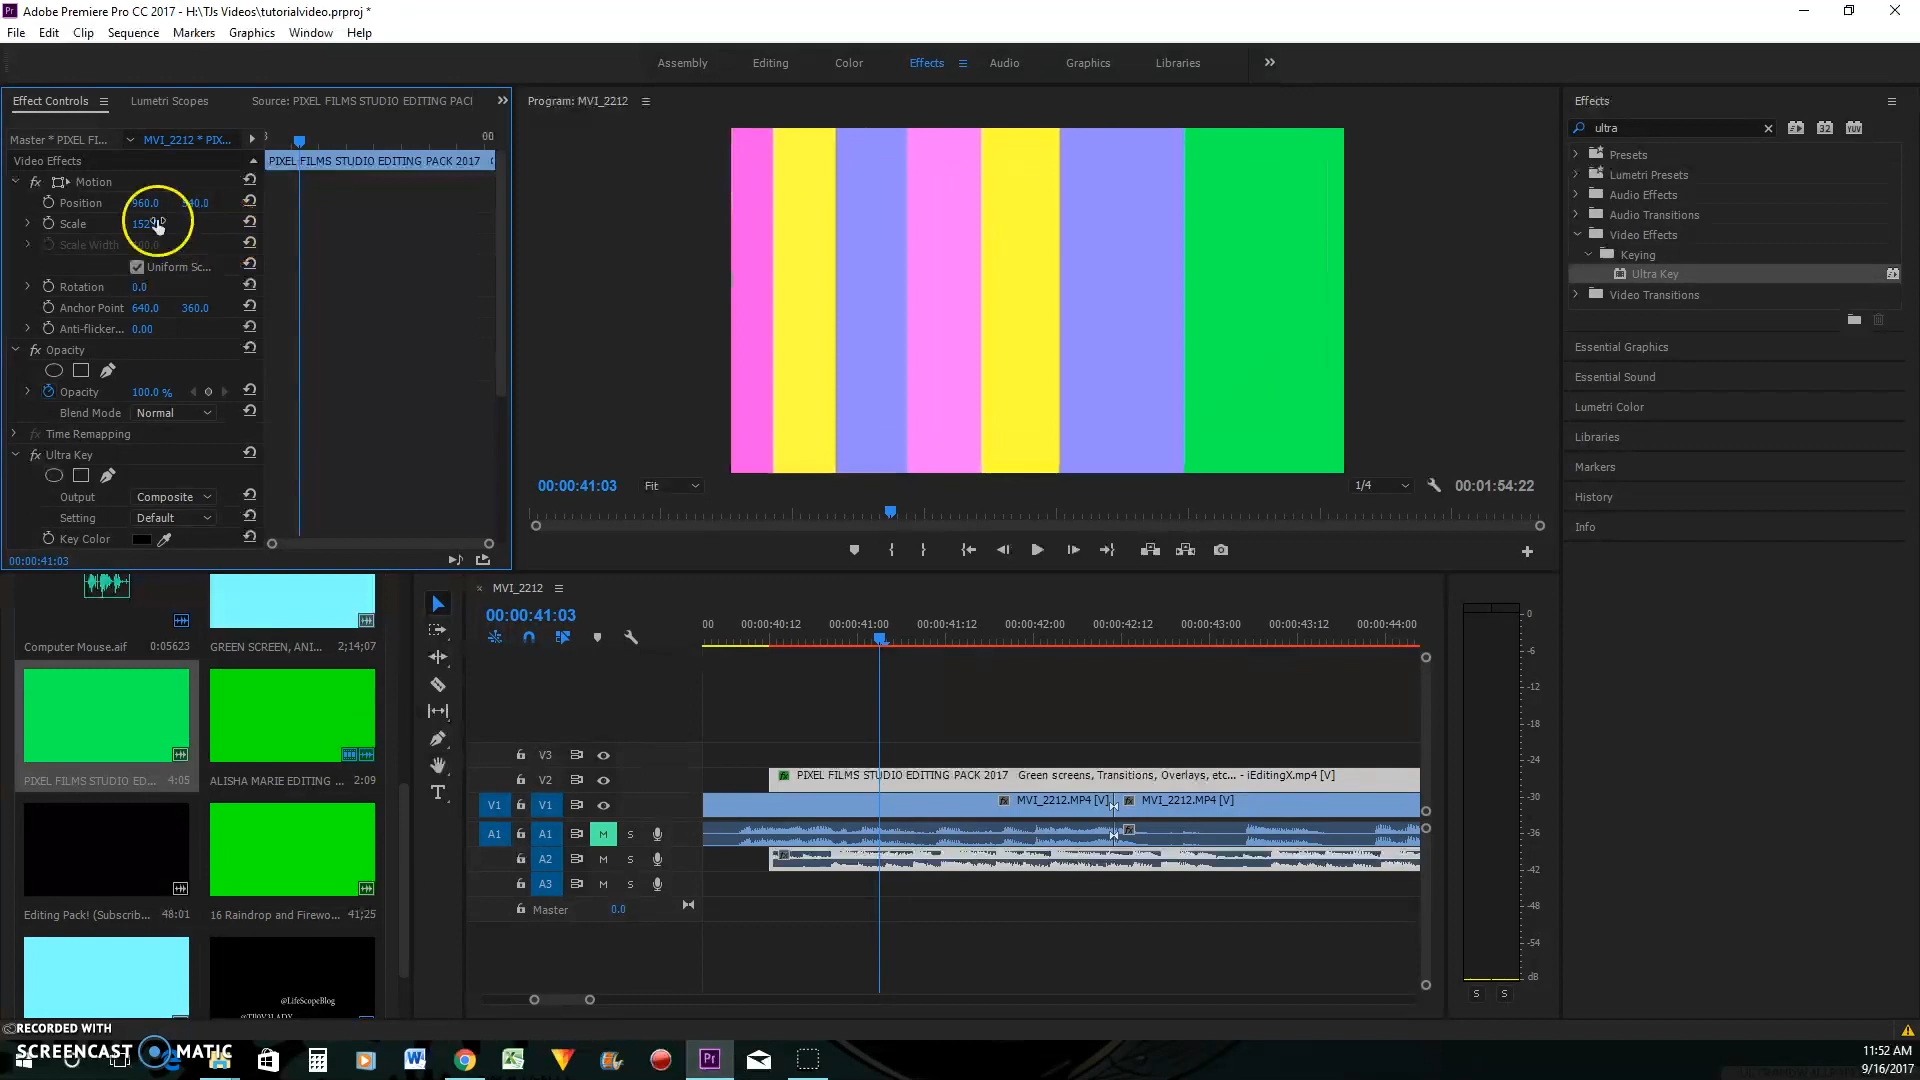 Adobe Premiere Pro CC 2017 - H:\TJs Videos\tutorialvideo.prproj *
File Edit Clip Sequence Markers Graphics Window Help
Assembly Editing Color Effects Audio Graphics Libraries
Effect Controls Lumetri Scopes Source: PIXEL FILMS STUDIO EDITING PACI
Program: MVI_2212
Effects
Master * PIXEL FI... MVI_2212 * PIX...
00
ultra
Video Effects
PIXEL FILMS STUDIO EDITING PACK 2017
fx Motion
Position 960.0
Scale 152
Scale Width
Uniform Sc...
Rotation 0.0
Anchor Point 640.0 360.0
Anti-flicker... 0.00
fx Opacity
Opacity 100.0 %
Blend Mode Normal
fx Time Remapping
fx Ultra Key
Output Composite
Setting Default
Key Color
00:00:41:03
Presets
Lumetri Presets
Audio Effects
Audio Transitions
Video Effects
Keying
Ultra Key
Video Transitions
Essential Graphics
Essential Sound
Lumetri Color
Libraries
Markers
History
Info
00:00:41:03 Fit 1/4 00:01:54:22
Computer Mouse.aif 0:05623
GREEN SCREEN, ANI... 2;14;07
PIXEL FILMS STUDIO ED... 4:05
ALISHA MARIE EDITING ... 2:09
Editing Pack! (Subscrib... 48:01
16 Raindrop and Firewo... 41;25
@LifeScopeBlog
MVI_2212
00:00:41:03
00 00:00:40:12 00:00:41:00 00:00:41:12 00:00:42:00 00:00:42:12 00:00:43:00 00:00:43:12 00:00:44:00
V3
V2 PIXEL FILMS STUDIO EDITING PACK 2017 Green screens, Transitions, Overlays, etc... - iEditingX.mp4 [V]
V1 V1 MVI_2212.MP4 [V] MVI_2212.MP4 [V]
A1 A1 M S
A2 M S
A3 M S
Master 0.0
0
-6
-12
-18
-24
-30
-36
-42
-48
-54
dB
S S
RECORDED WITH
SCREENCAST MATIC
11:52 AM
9/16/2017